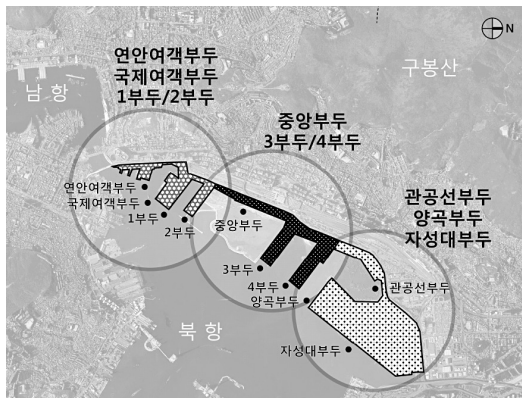 N
연안여객부두
국제여객부두
1부두/2부두
구봉산
남항
중앙부두
3부두/4부두
관공선부두
양곡부두
자성대부두
연안여객부두
국제여객부두
1부두
2부두
중앙부두
3부두
4부두
양곡부두
관공선부두
북항
자성대부두